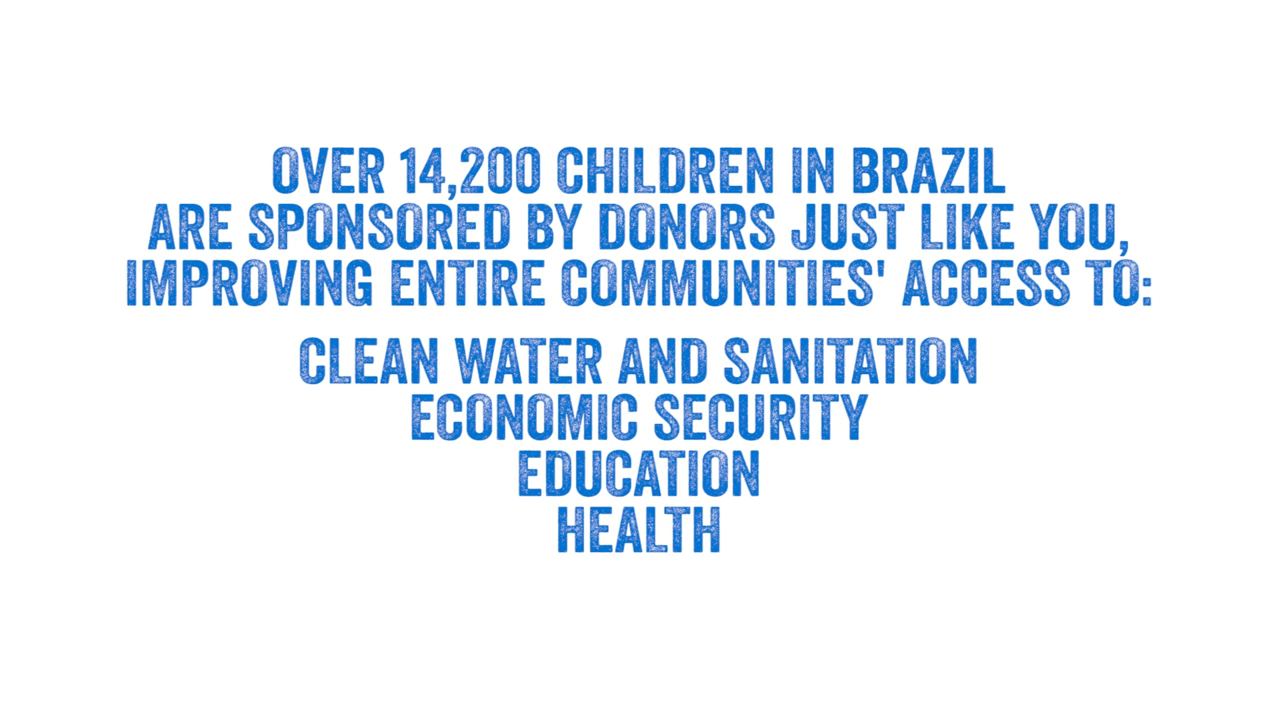 OVER 14,200 CHILDREN IN BRAZIL
ARE SPONSORED BY DONORS JUST LIKE YOU,
IMPROVING ENTIRE COMMUNITIES' ACCESS TO:
CLEAN WATER AND SANITATION
ECONOMIC SECURITY
EDUCATION
HEALTH